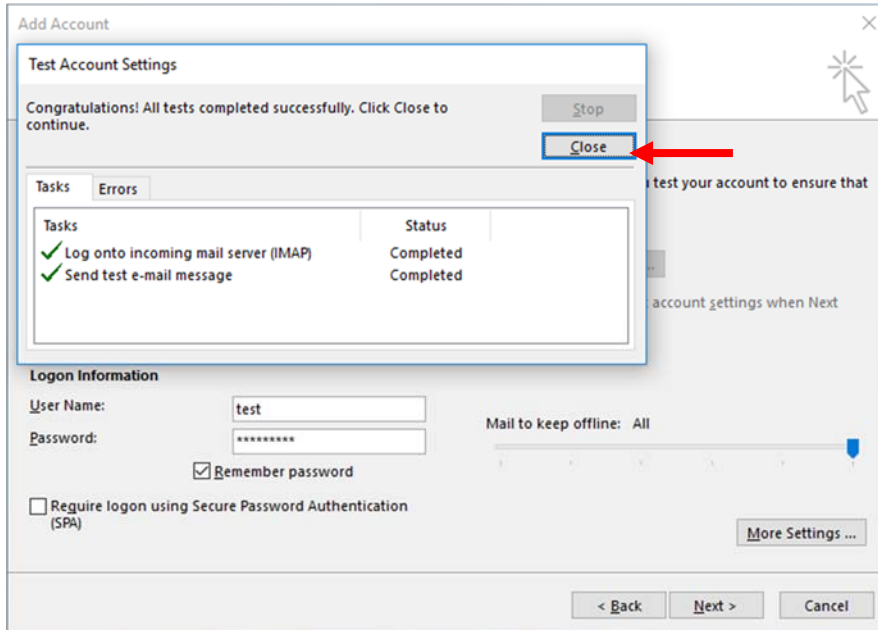 Add Account
Test Account Settings
Congratulations! All tests completed successfully. Click Close to
continue.
Stop
Close
Tasks
Errors
test your account to ensure that
Tasks Status
Log onto incoming mail server (IMAP) Completed
Send test e-mail message Completed
...
account settings when Next
Logon Information
User Name:
test
Password:
*********
Remember password
Require logon using Secure Password Authentication
(SPA)
Mail to keep offline: All
More Settings ...
< Back
Next >
Cancel